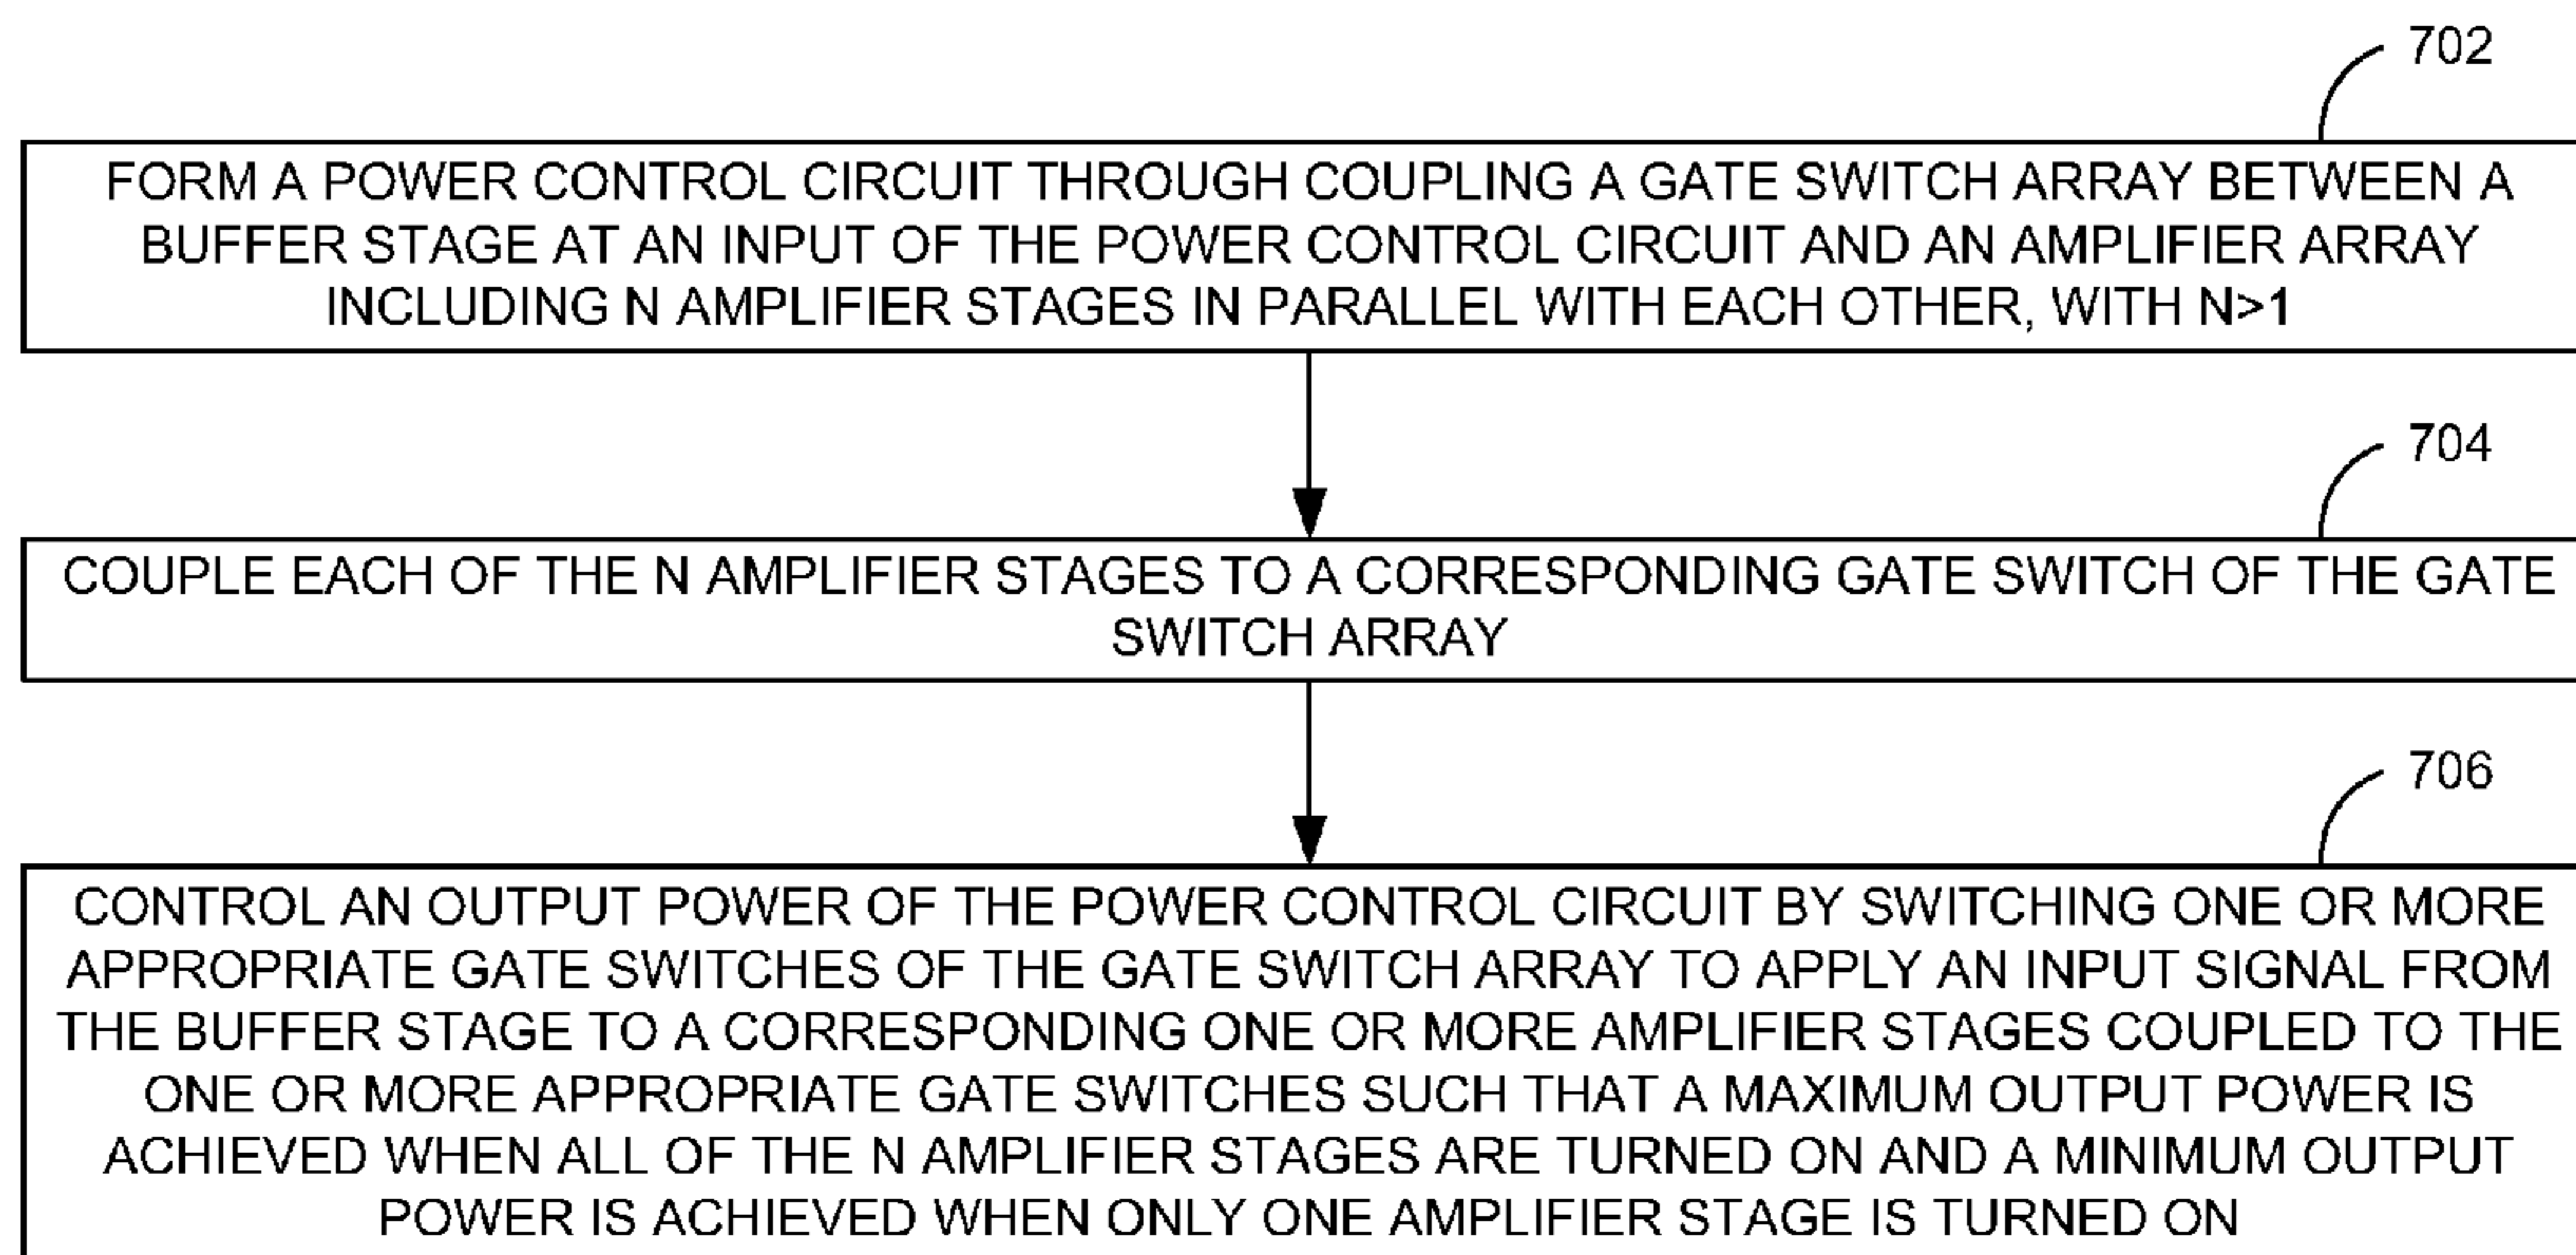 702
FORM A POWER CONTROL CIRCUIT THROUGH COUPLING A GATE SWITCH ARRAY BETWEEN A
BUFFER STAGE AT AN INPUT OF THE POWER CONTROL CIRCUIT AND AN AMPLIFIER ARRAY
INCLUDING N AMPLIFIER STAGES IN PARALLEL WITH EACH OTHER, WITH N>1
704
COUPLE EACH OF THE N AMPLIFIER STAGES TO A CORRESPONDING GATE SWITCH OF THE GATE
SWITCH ARRAY
706
CONTROL AN OUTPUT POWER OF THE POWER CONTROL CIRCUIT BY SWITCHING ONE OR MORE
APPROPRIATE GATE SWITCHES OF THE GATE SWITCH ARRAY TO APPLY AN INPUT SIGNAL FROM
THE BUFFER STAGE TO A CORRESPONDING ONE OR MORE AMPLIFIER STAGES COUPLED TO THE
ONE OR MORE APPROPRIATE GATE SWITCHES SUCH THAT A MAXIMUM OUTPUT POWER IS
ACHIEVED WHEN ALL OF THE N AMPLIFIER STAGES ARE TURNED ON AND A MINIMUM OUTPUT
POWER IS ACHIEVED WHEN ONLY ONE AMPLIFIER STAGE IS TURNED ON